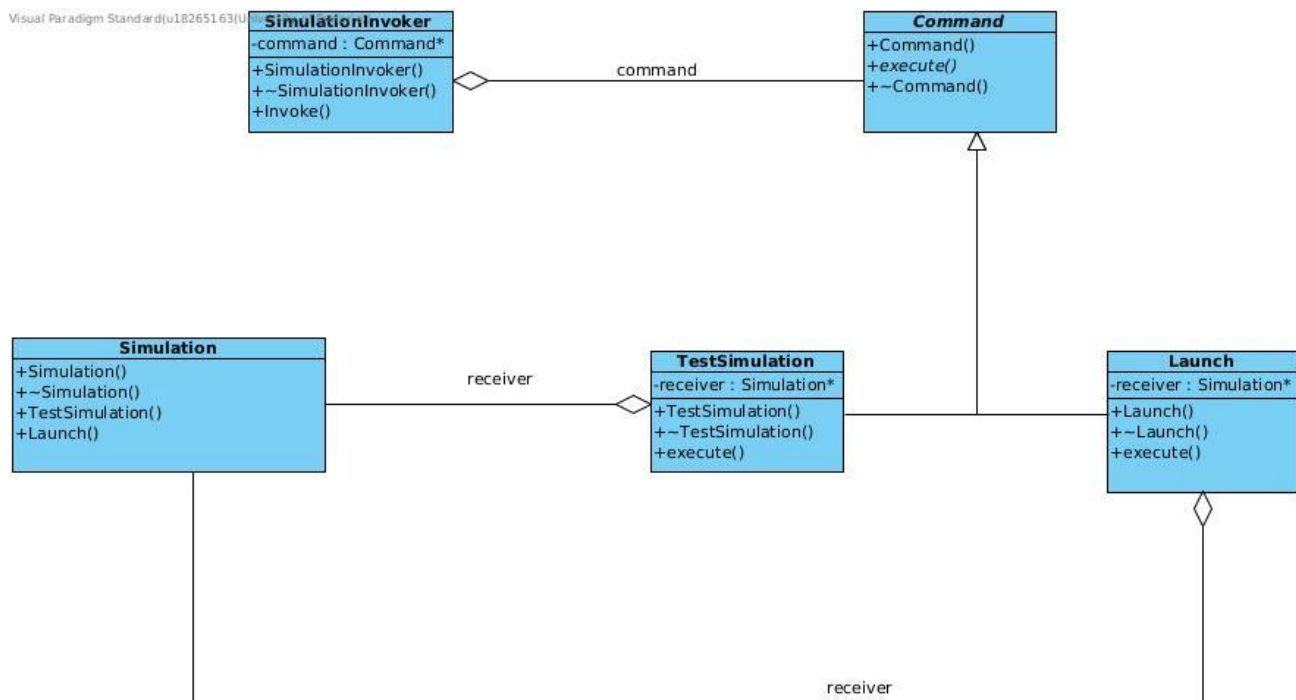 Visual Paradigm Standard(u18265163(
SimulationInvoker
-command : Command*
+SimulationInvoker()
+~SimulationInvoker()
+Invoke()
command
Command
+Command()
+execute()
+~Command()
Simulation
+Simulation()
+~Simulation()
+TestSimulation()
+Launch()
receiver
TestSimulation
-receiver : Simulation*
+TestSimulation()
+~TestSimulation()
+execute()
Launch
-receiver : Simulation*
+Launch()
+~Launch()
+execute()
receiver